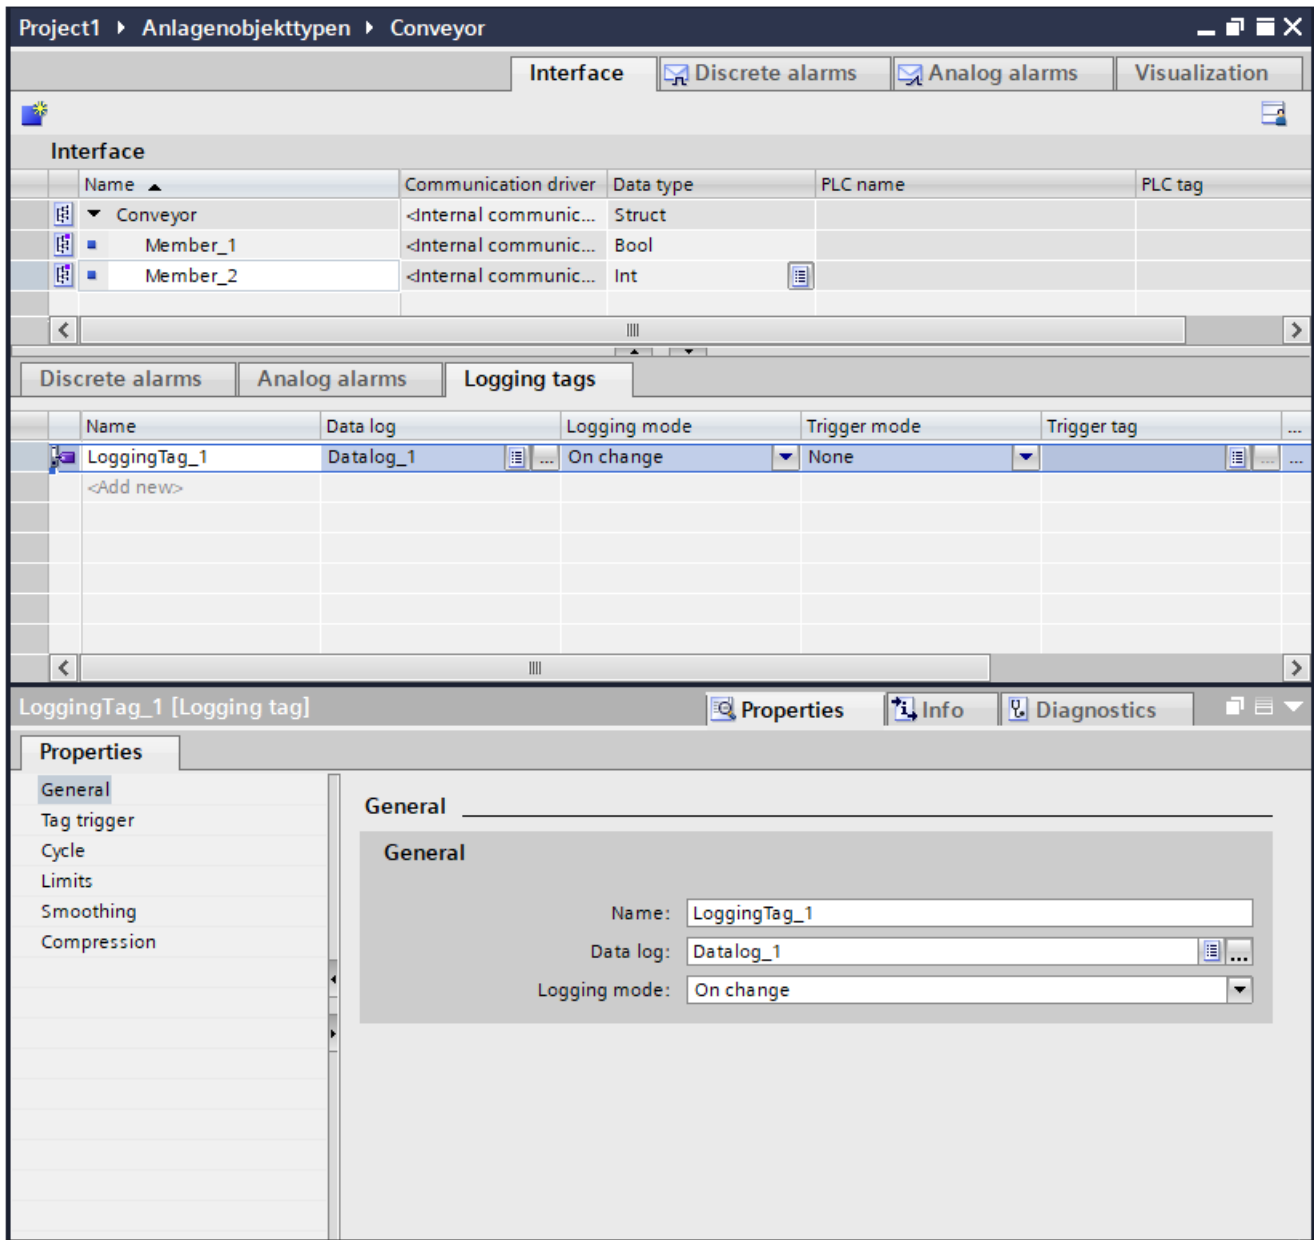 Project1 ▸ Anlagenobjekttypen ▸ Conveyor
Interface Discrete alarms Analog alarms Visualization
Interface
Name Communication driver Data type PLC name PLC tag
Conveyor <Internal communic... Struct
Member_1 <Internal communic... Bool
Member_2 <Internal communic... Int
Discrete alarms Analog alarms Logging tags
Name Data log Logging mode Trigger mode Trigger tag ...
LoggingTag_1 Datalog_1 ... On change None ... ...
<Add new>
LoggingTag_1 [Logging tag] Properties Info Diagnostics
Properties
General
Tag trigger
Cycle
Limits
Smoothing
Compression
General
General
Name: LoggingTag_1
Data log: Datalog_1 ...
Logging mode: On change